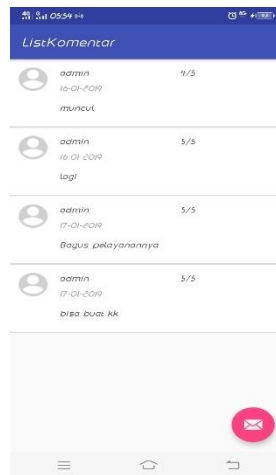 05:54
ListKomentar
admin 4/5
16-01-2019
muncul
admin 5/5
16-01-2019
lagi
admin 5/5
17-01-2019
Bagus pelayanannya
admin 5/5
17-01-2019
bisa buat kk